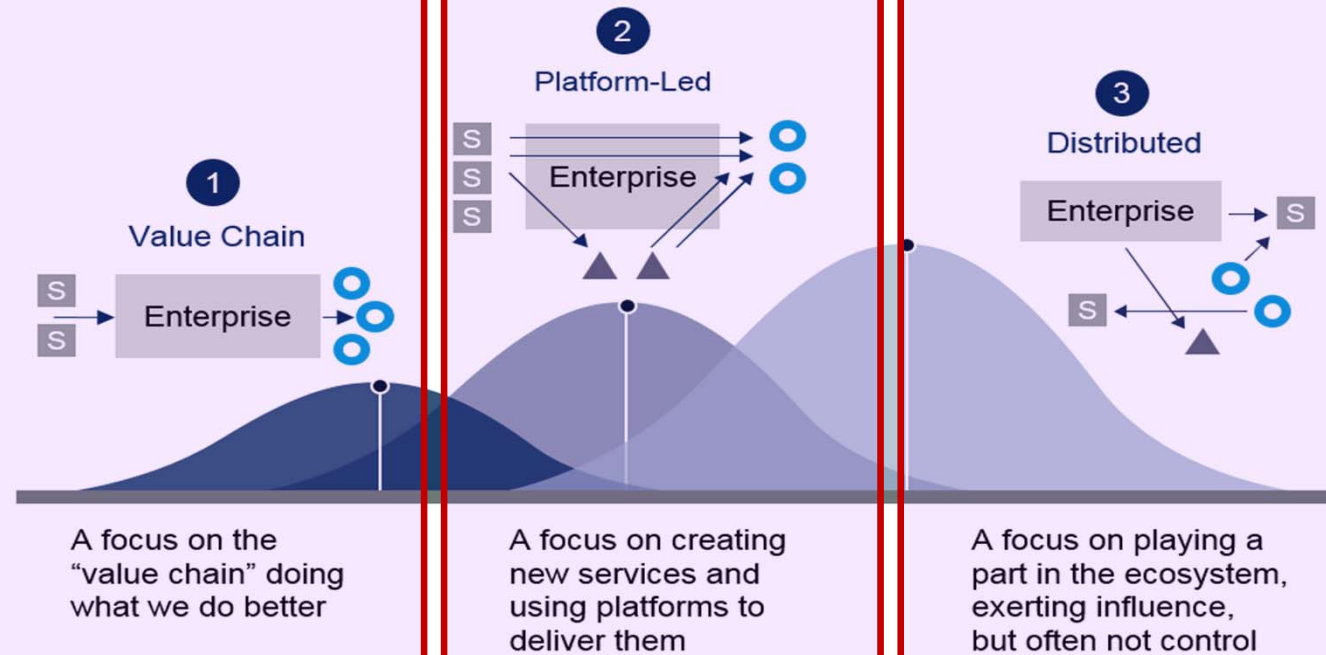 1
Value Chain
S
S
Enterprise
A focus on the
“value chain” doing
what we do better
2
Platform-Led
S
S
S
Enterprise
A focus on creating
new services and
using platforms to
deliver them
3
Distributed
Enterprise
S
S
A focus on playing a
part in the ecosystem,
exerting influence,
but often not control